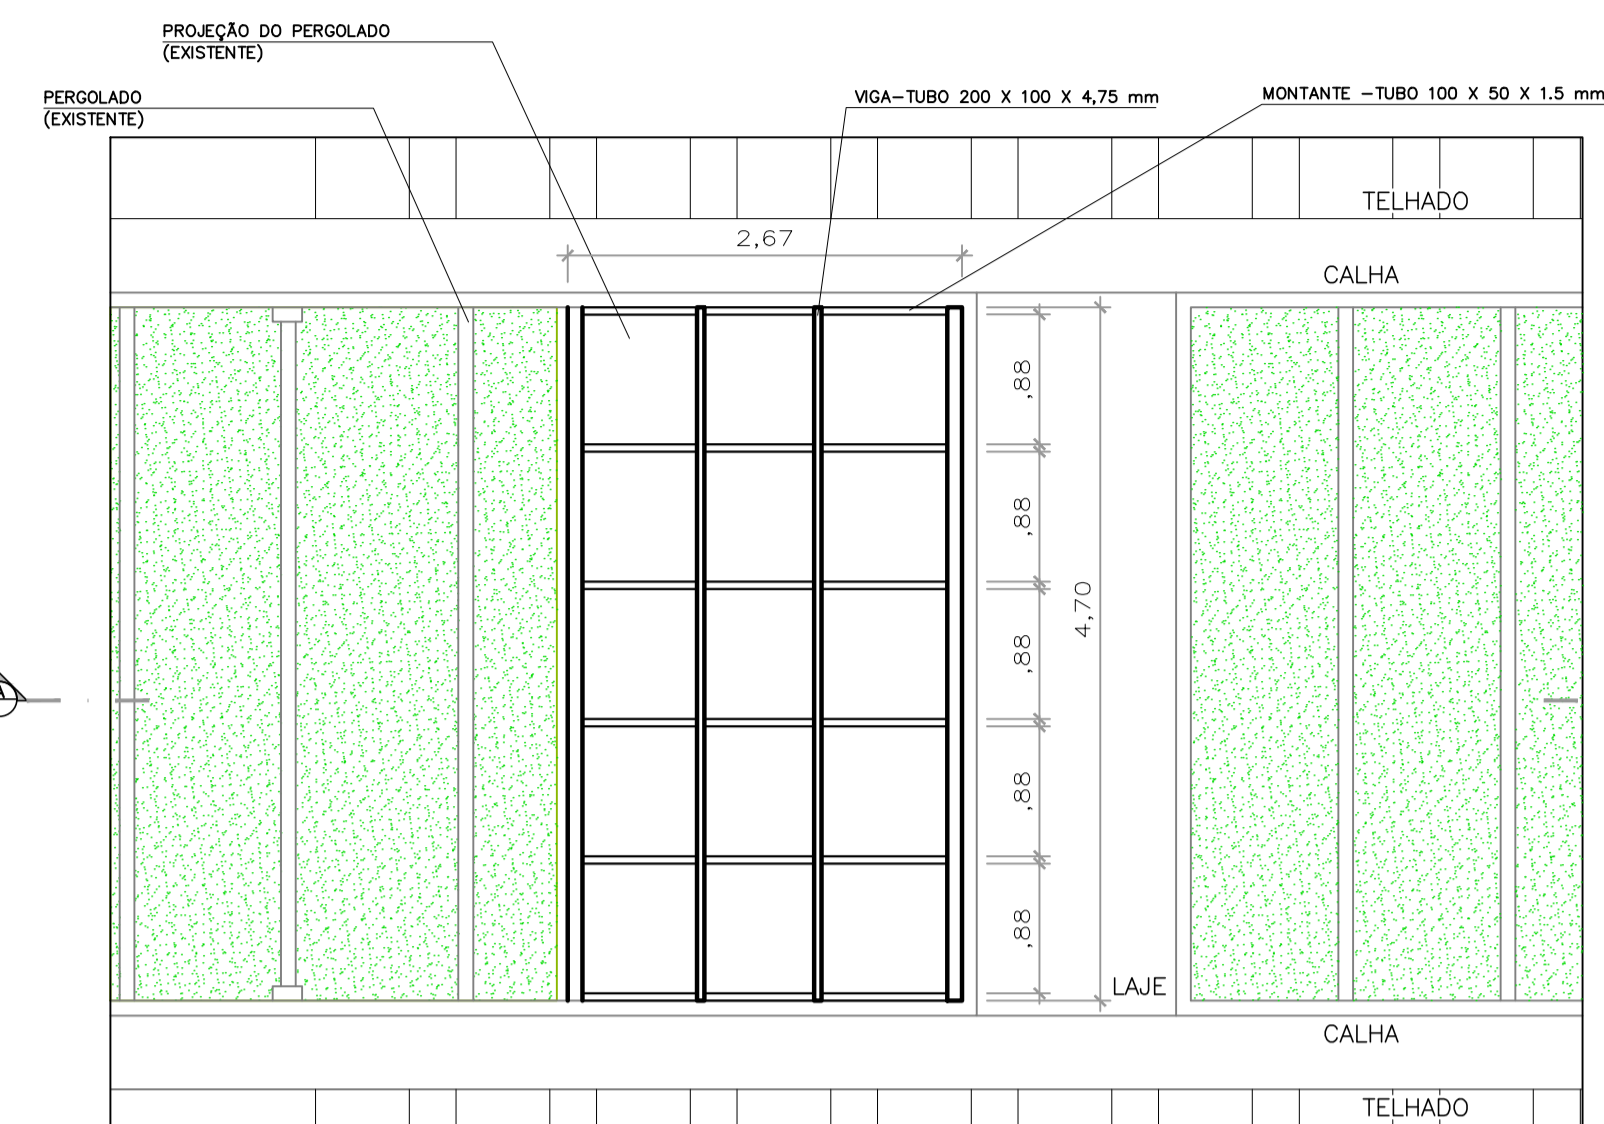 PROJEÇÃO DO PERGOLADO
(EXISTENTE)
PERGOLADO
(EXISTENTE)
VIGA-TUBO 200 X 100 X 4,75 mm
MONTANTE -TUBO 100 X 50 X 1.5 mm
TELHADO
2,67
CALHA
,88
,88
4,70
,88
A
,88
,88
LAJE
CALHA
TELHADO